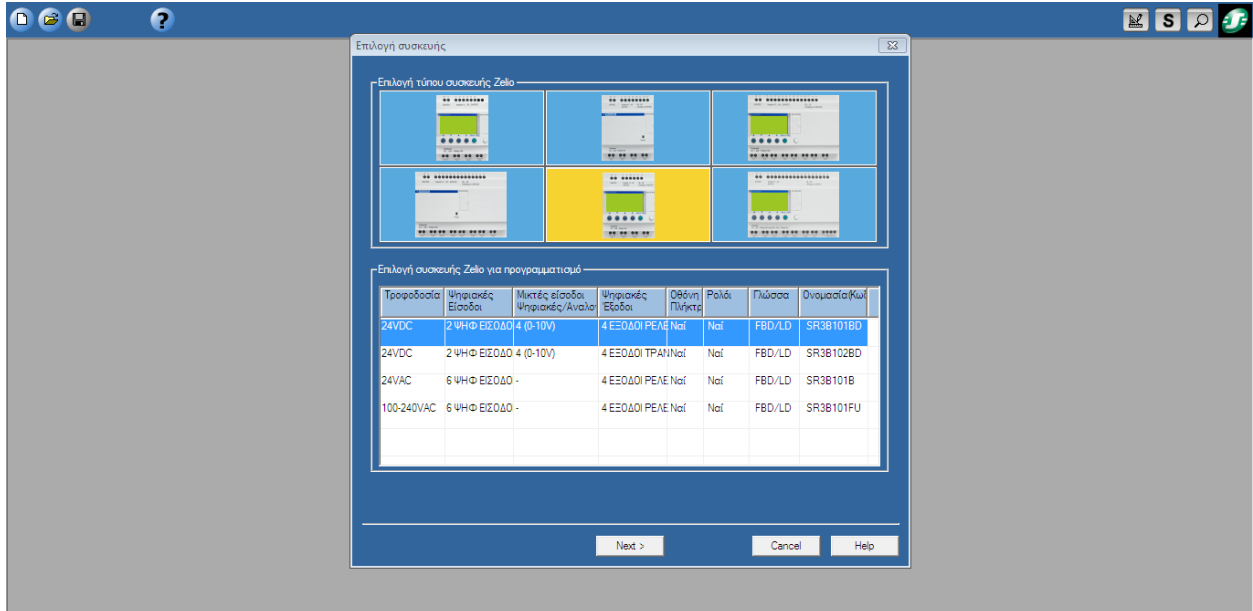 S
Επιλογή συσκευής
Επιλογή τύπου συσκευής Zelio
Επιλογή συσκευής Zelio για προγραμματισμό
Τροφοδοσία Ψηφιακές Είσοδοι Μικτές είσοδοι Ψηφιακές/Αναλο Ψηφιακές Έξοδοι Οθόνη Πλήκτρ Ρολόι Γλώσσα Ονομασία(Κωδ
24VDC 2 ΨΗΦ ΕΙΣΟΔΟ 4 (0-10V) 4 ΕΞΟΔΟΙ ΡΕΛΕ Ναί Ναί FBD/LD SR3B101BD
24VDC 2 ΨΗΦ ΕΙΣΟΔΟ 4 (0-10V) 4 ΕΞΟΔΟΙ ΤΡΑΝ Ναί Ναί FBD/LD SR3B102BD
24VAC 6 ΨΗΦ ΕΙΣΟΔΟ - 4 ΕΞΟΔΟΙ ΡΕΛΕ Ναί Ναί FBD/LD SR3B101B
100-240VAC 6 ΨΗΦ ΕΙΣΟΔΟ - 4 ΕΞΟΔΟΙ ΡΕΛΕ Ναί Ναί FBD/LD SR3B101FU
Next > Cancel Help